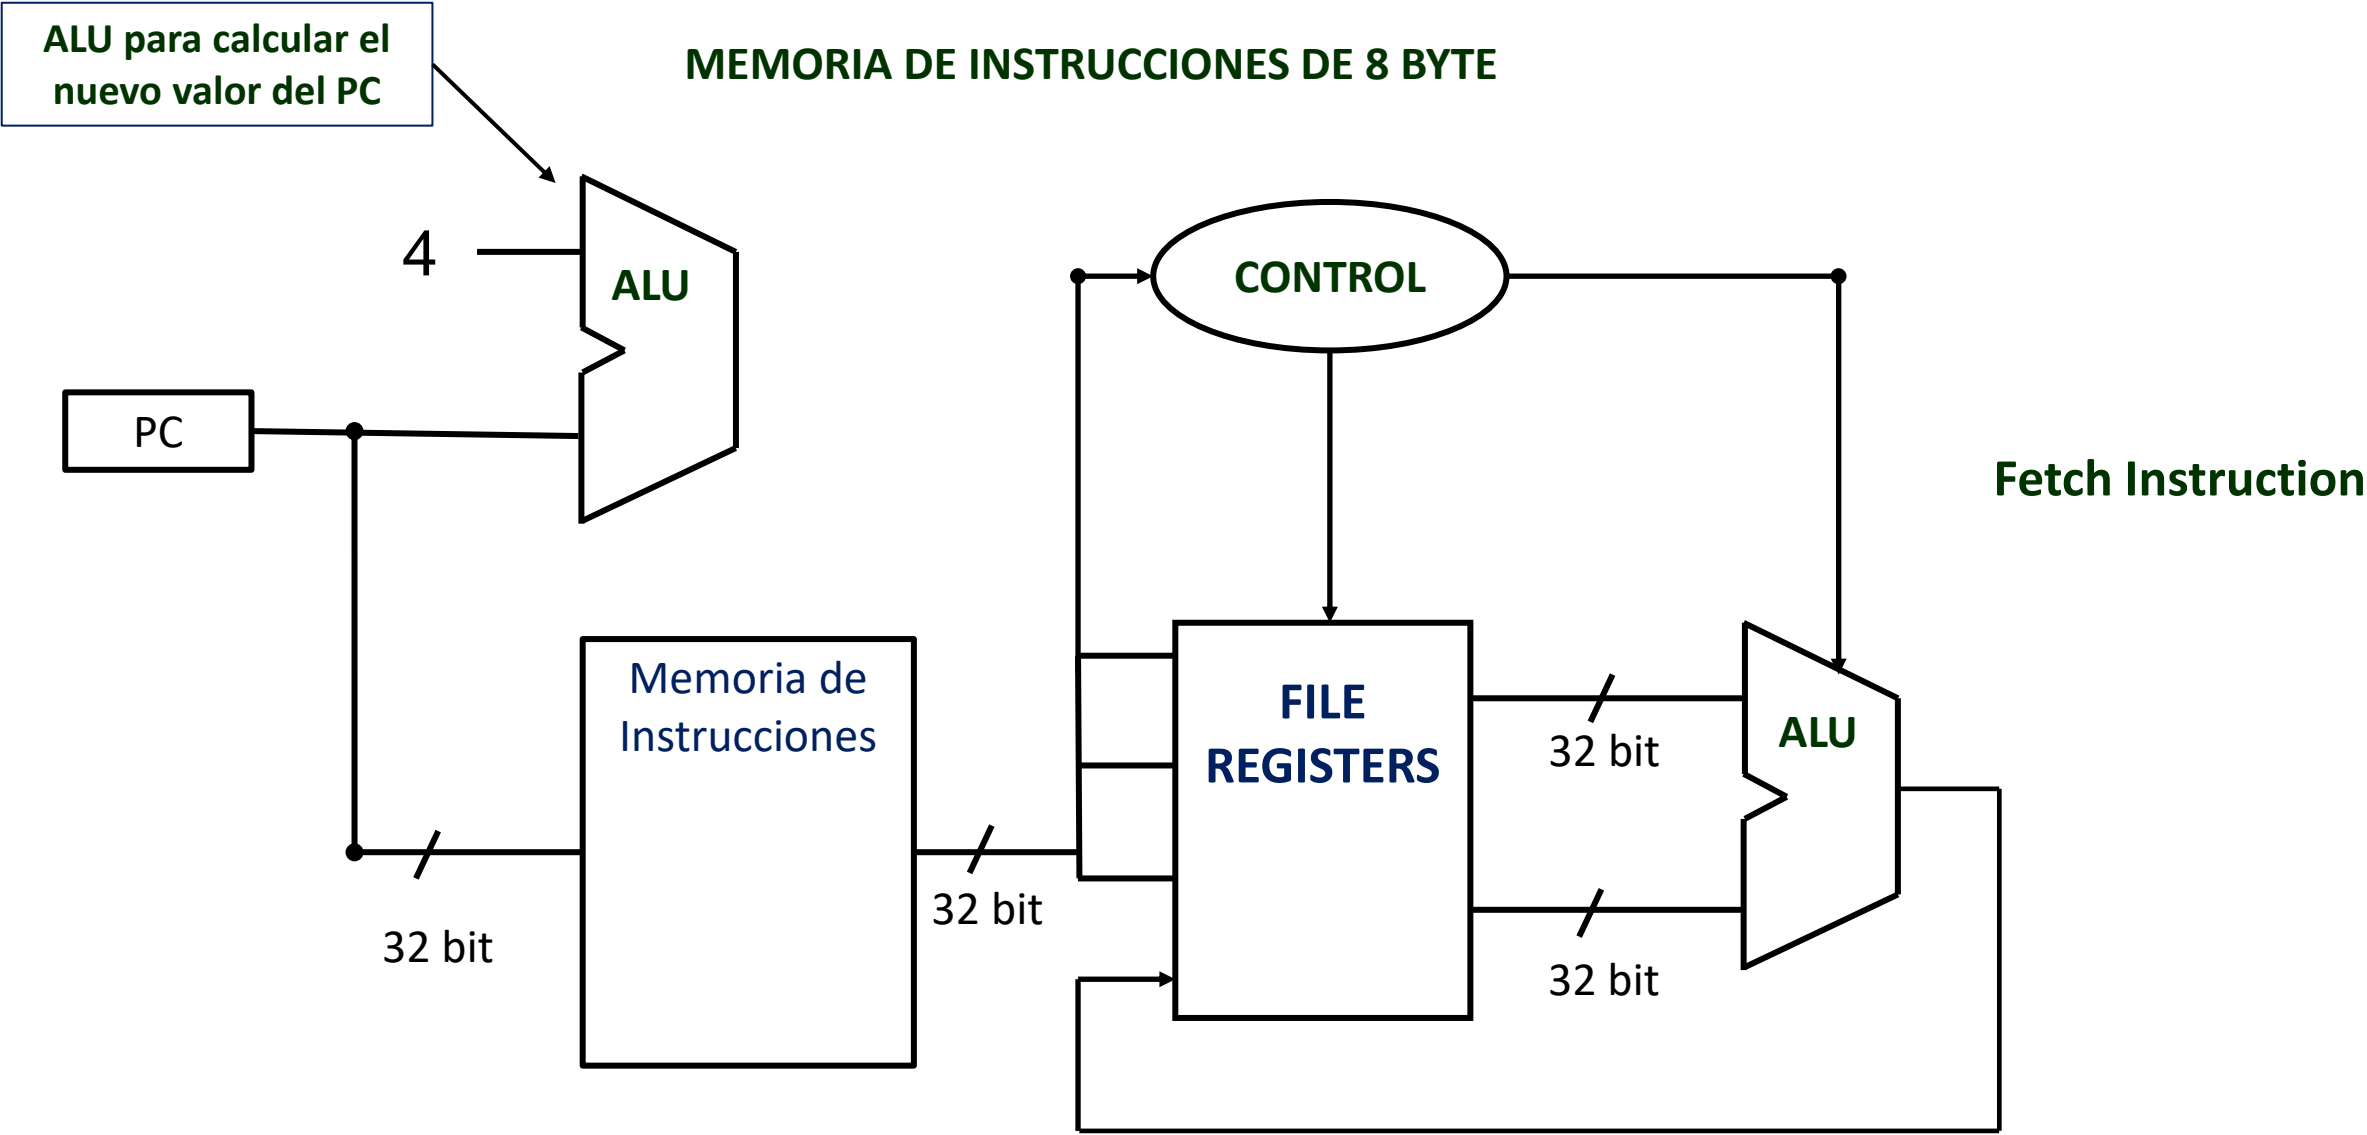 ALU para calcular el
nuevo valor del PC
MEMORIA DE INSTRUCCIONES DE 8 BYTE
4
ALU
CONTROL
PC
Fetch Instruction
Memoria de
Instrucciones
FILE
REGISTERS
32 bit
ALU
32 bit
32 bit
32 bit